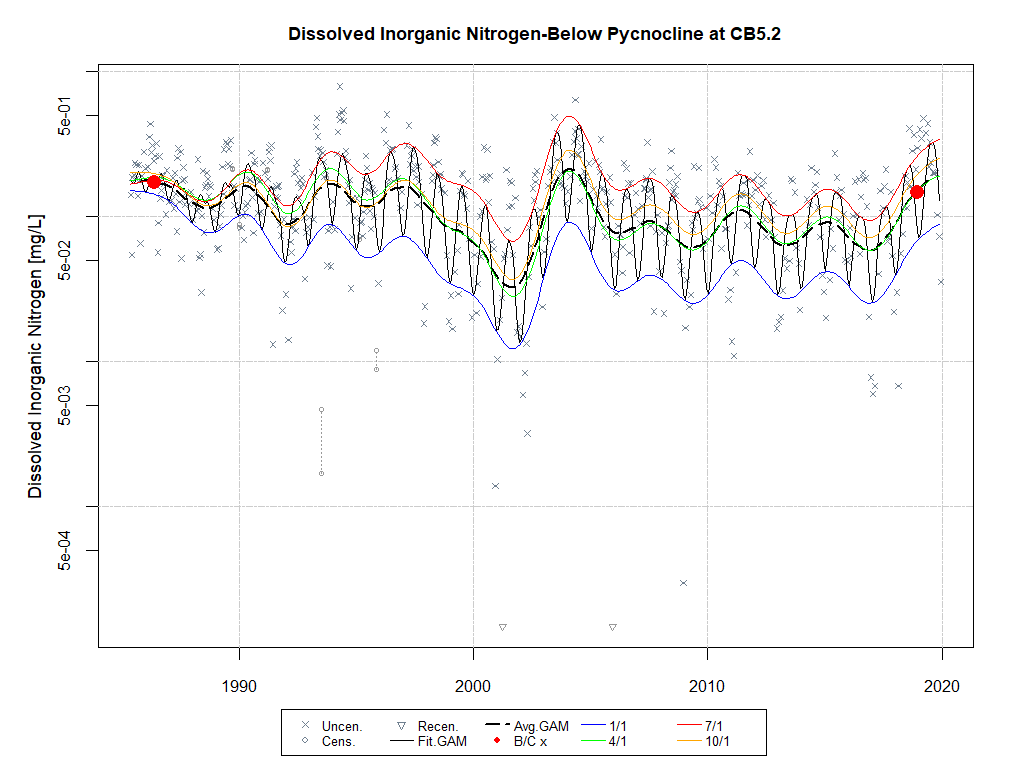 Dissolved Inorganic Nitrogen-Below Pycnocline at CB5.2
Dissolved Inorganic Nitrogen [mg/L]
5e-01
5e-02
5e-03
5e-04
1990 2000 2010 2020
Uncen. Recen. Avg.GAM 1/1 7/1
Cens. Fit.GAM B/C x 4/1 10/1